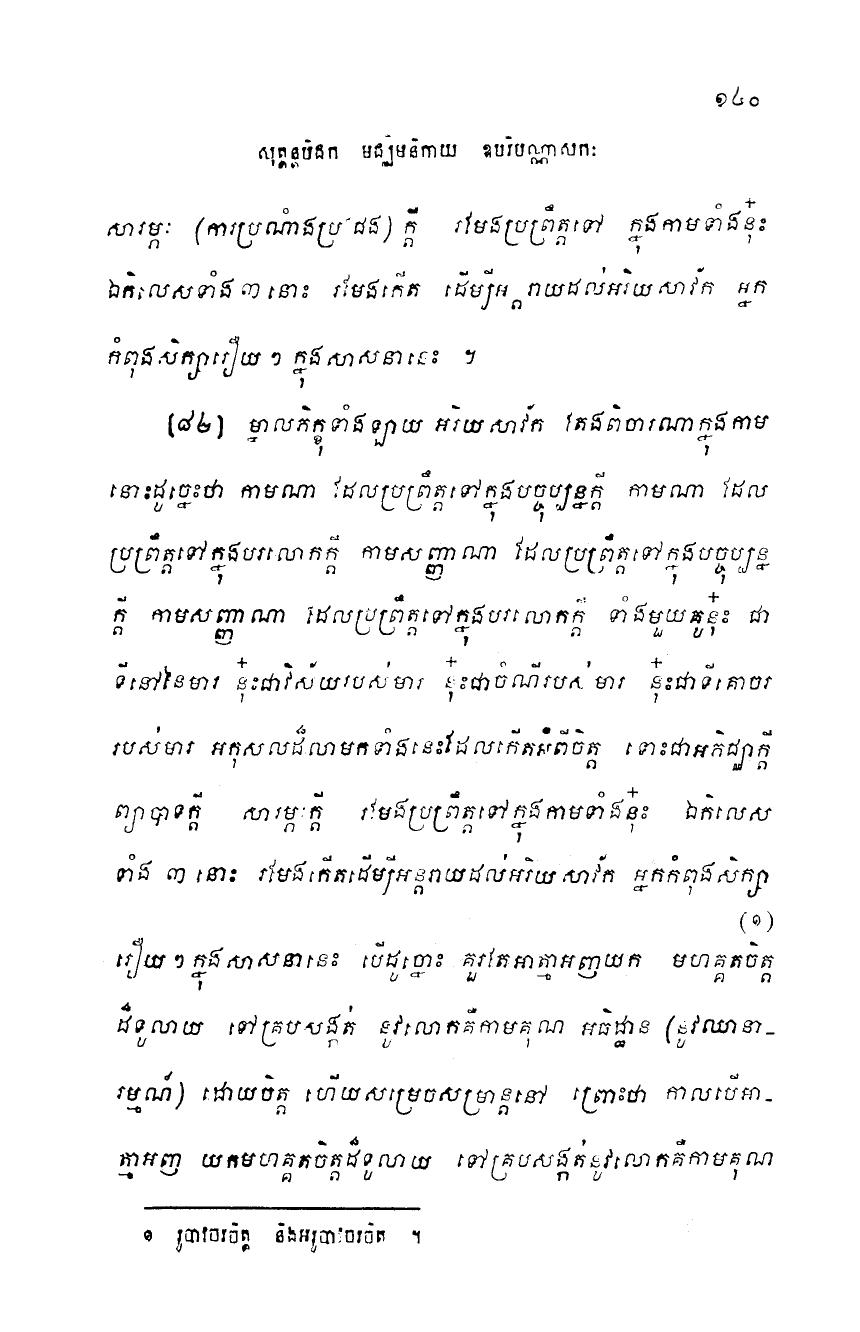 ១៤០
សុត្តន្តបិដក មជ្ឈិមនិកាយ ឧបរិបណ្ណាសកៈ
សារម្ភៈ (ការប្រណាំងប្រជែង) ក្តី រមែងប្រព្រឹត្តទៅ ក្នុងកាមទាំងនុ៎ះ
ឯកិលេសទាំង ៣ នោះ រមែងកើត ដើម្បីអន្តរាយដល់អរិយសាវ័ក អ្នក
កំពុងសិក្សារឿយ ៗ ក្នុងសាសនានេះ ។
[៨២] ម្នាលភិក្ខុទាំងឡាយ អរិយសាវ័ក តែងពិចារណាក្នុងកាម
នោះដូច្នេះថា កាមណា ដែលប្រព្រឹត្តទៅក្នុងបច្ចុប្បន្នក្តី កាមណា ដែល
ប្រព្រឹត្តទៅក្នុងបរលោកក្តី កាមសញ្ញាណា ដែលប្រព្រឹត្តទៅក្នុងបច្ចុប្បន្ន
ក្តី កាមសញ្ញាណា ដែលប្រព្រឹត្តទៅក្នុងបរលោកក្តី ទាំងមួយគូនុ៎ះ ជា
ទីនៅនៃមារ នុ៎ះជាវិស័យរបស់មារ នុ៎ះជាចំណីរបស់មារ នុ៎ះជាទីគោចរ
របស់មារ អកុសលដ៏លាមកទាំងនេះដែលកើតអំពីចិត្ត ទោះជាអភិជ្ឈាក្តី
ព្យាបាទក្តី សារម្ភៈក្តី រមែងប្រព្រឹត្តទៅក្នុងកាមទាំងនុ៎ះ ឯកិលេស
ទាំង ៣ នោះ រមែងកើតដើម្បីអន្តរាយដល់អរិយសាវ័ក អ្នកកំពុងសិក្សា
(១)
រឿយ ៗ ក្នុងសាសនានេះ បើដូច្នោះ គួរតែអាត្មាអញយក មហគ្គតចិត្ត
ដ៏ទូលាយ ទៅគ្របសង្កត់ នូវលោកគឺកាមគុណ អធិដ្ឋាន (នូវឈានា-
រម្មណ៍) ដោយចិត្ត ហើយសម្រេចសម្រាន្តនៅ ព្រោះថា កាលបើអា-
ត្មាអញ យកមហគ្គតចិត្តដ៏ទូលាយ ទៅគ្របសង្កត់នូវលោកគឺកាមគុណ
១ រូបាវចរចិត្ត និងអរូបាវចរចិត ។